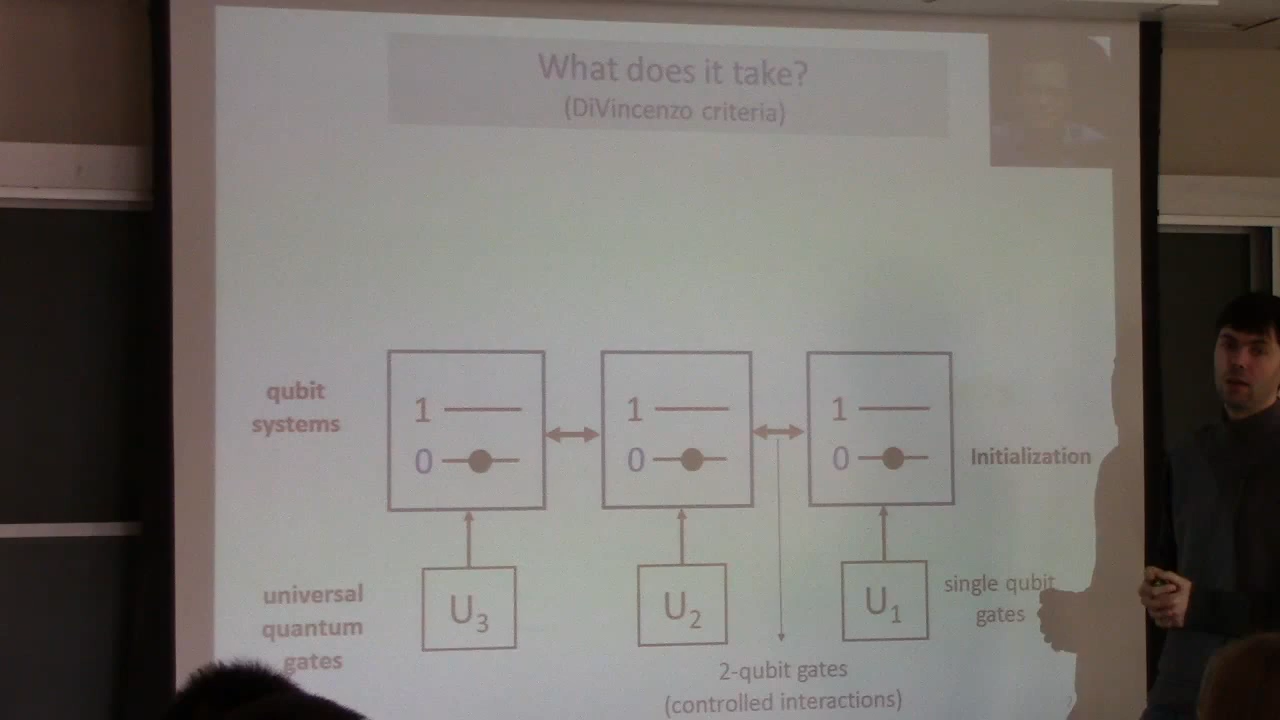 What does it take?
(DiVincenzo criteria)
qubit
systems
1
0
1
0
1
0
Initialization
universal
quantum
gates
U3
U2
U1
single qubit
gates
2-qubit gates
(controlled interactions)